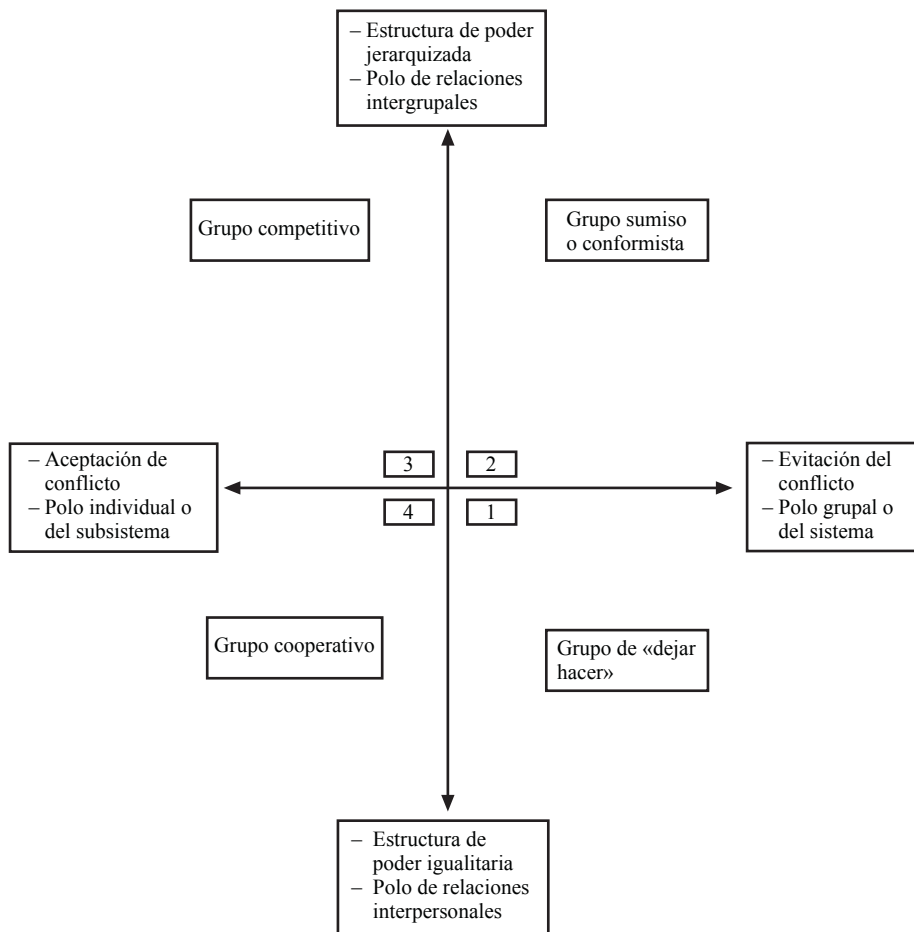 – Estructura de poder
jerarquizada
– Polo de relaciones
intergrupales
Grupo competitivo
Grupo sumiso
o conformista
– Aceptación de
conflicto
– Polo individual o
del subsistema
3
2
4
1
– Evitación del
conflicto
– Polo grupal o
del sistema
Grupo cooperativo
Grupo de «dejar
hacer»
– Estructura de
poder igualitaria
– Polo de relaciones
interpersonales